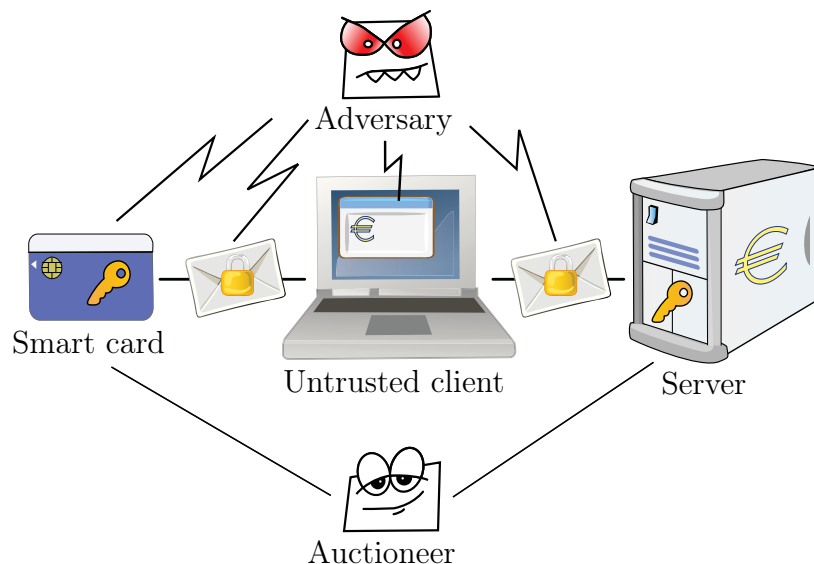 Adversary
€
€
Smart card
Untrusted client
Server
Auctioneer